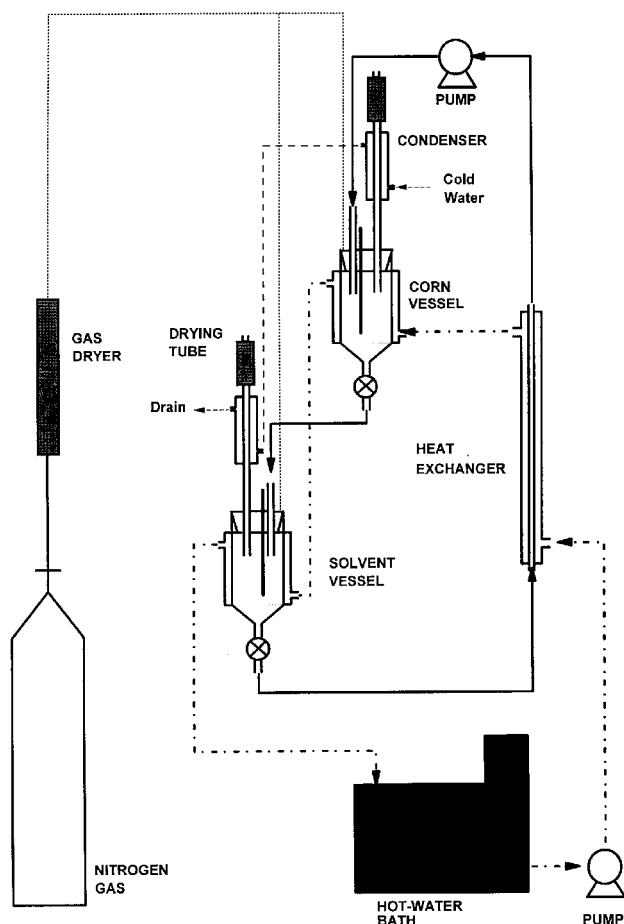 PUMP
CONDENSER
Cold
Water
CORN
VESSEL
GAS
DRYER
DRYING
TUBE
Drain
HEAT
EXCHANGER
SOLVENT
VESSEL
NITROGEN
GAS
HOT-WATER
BATH
PUMP